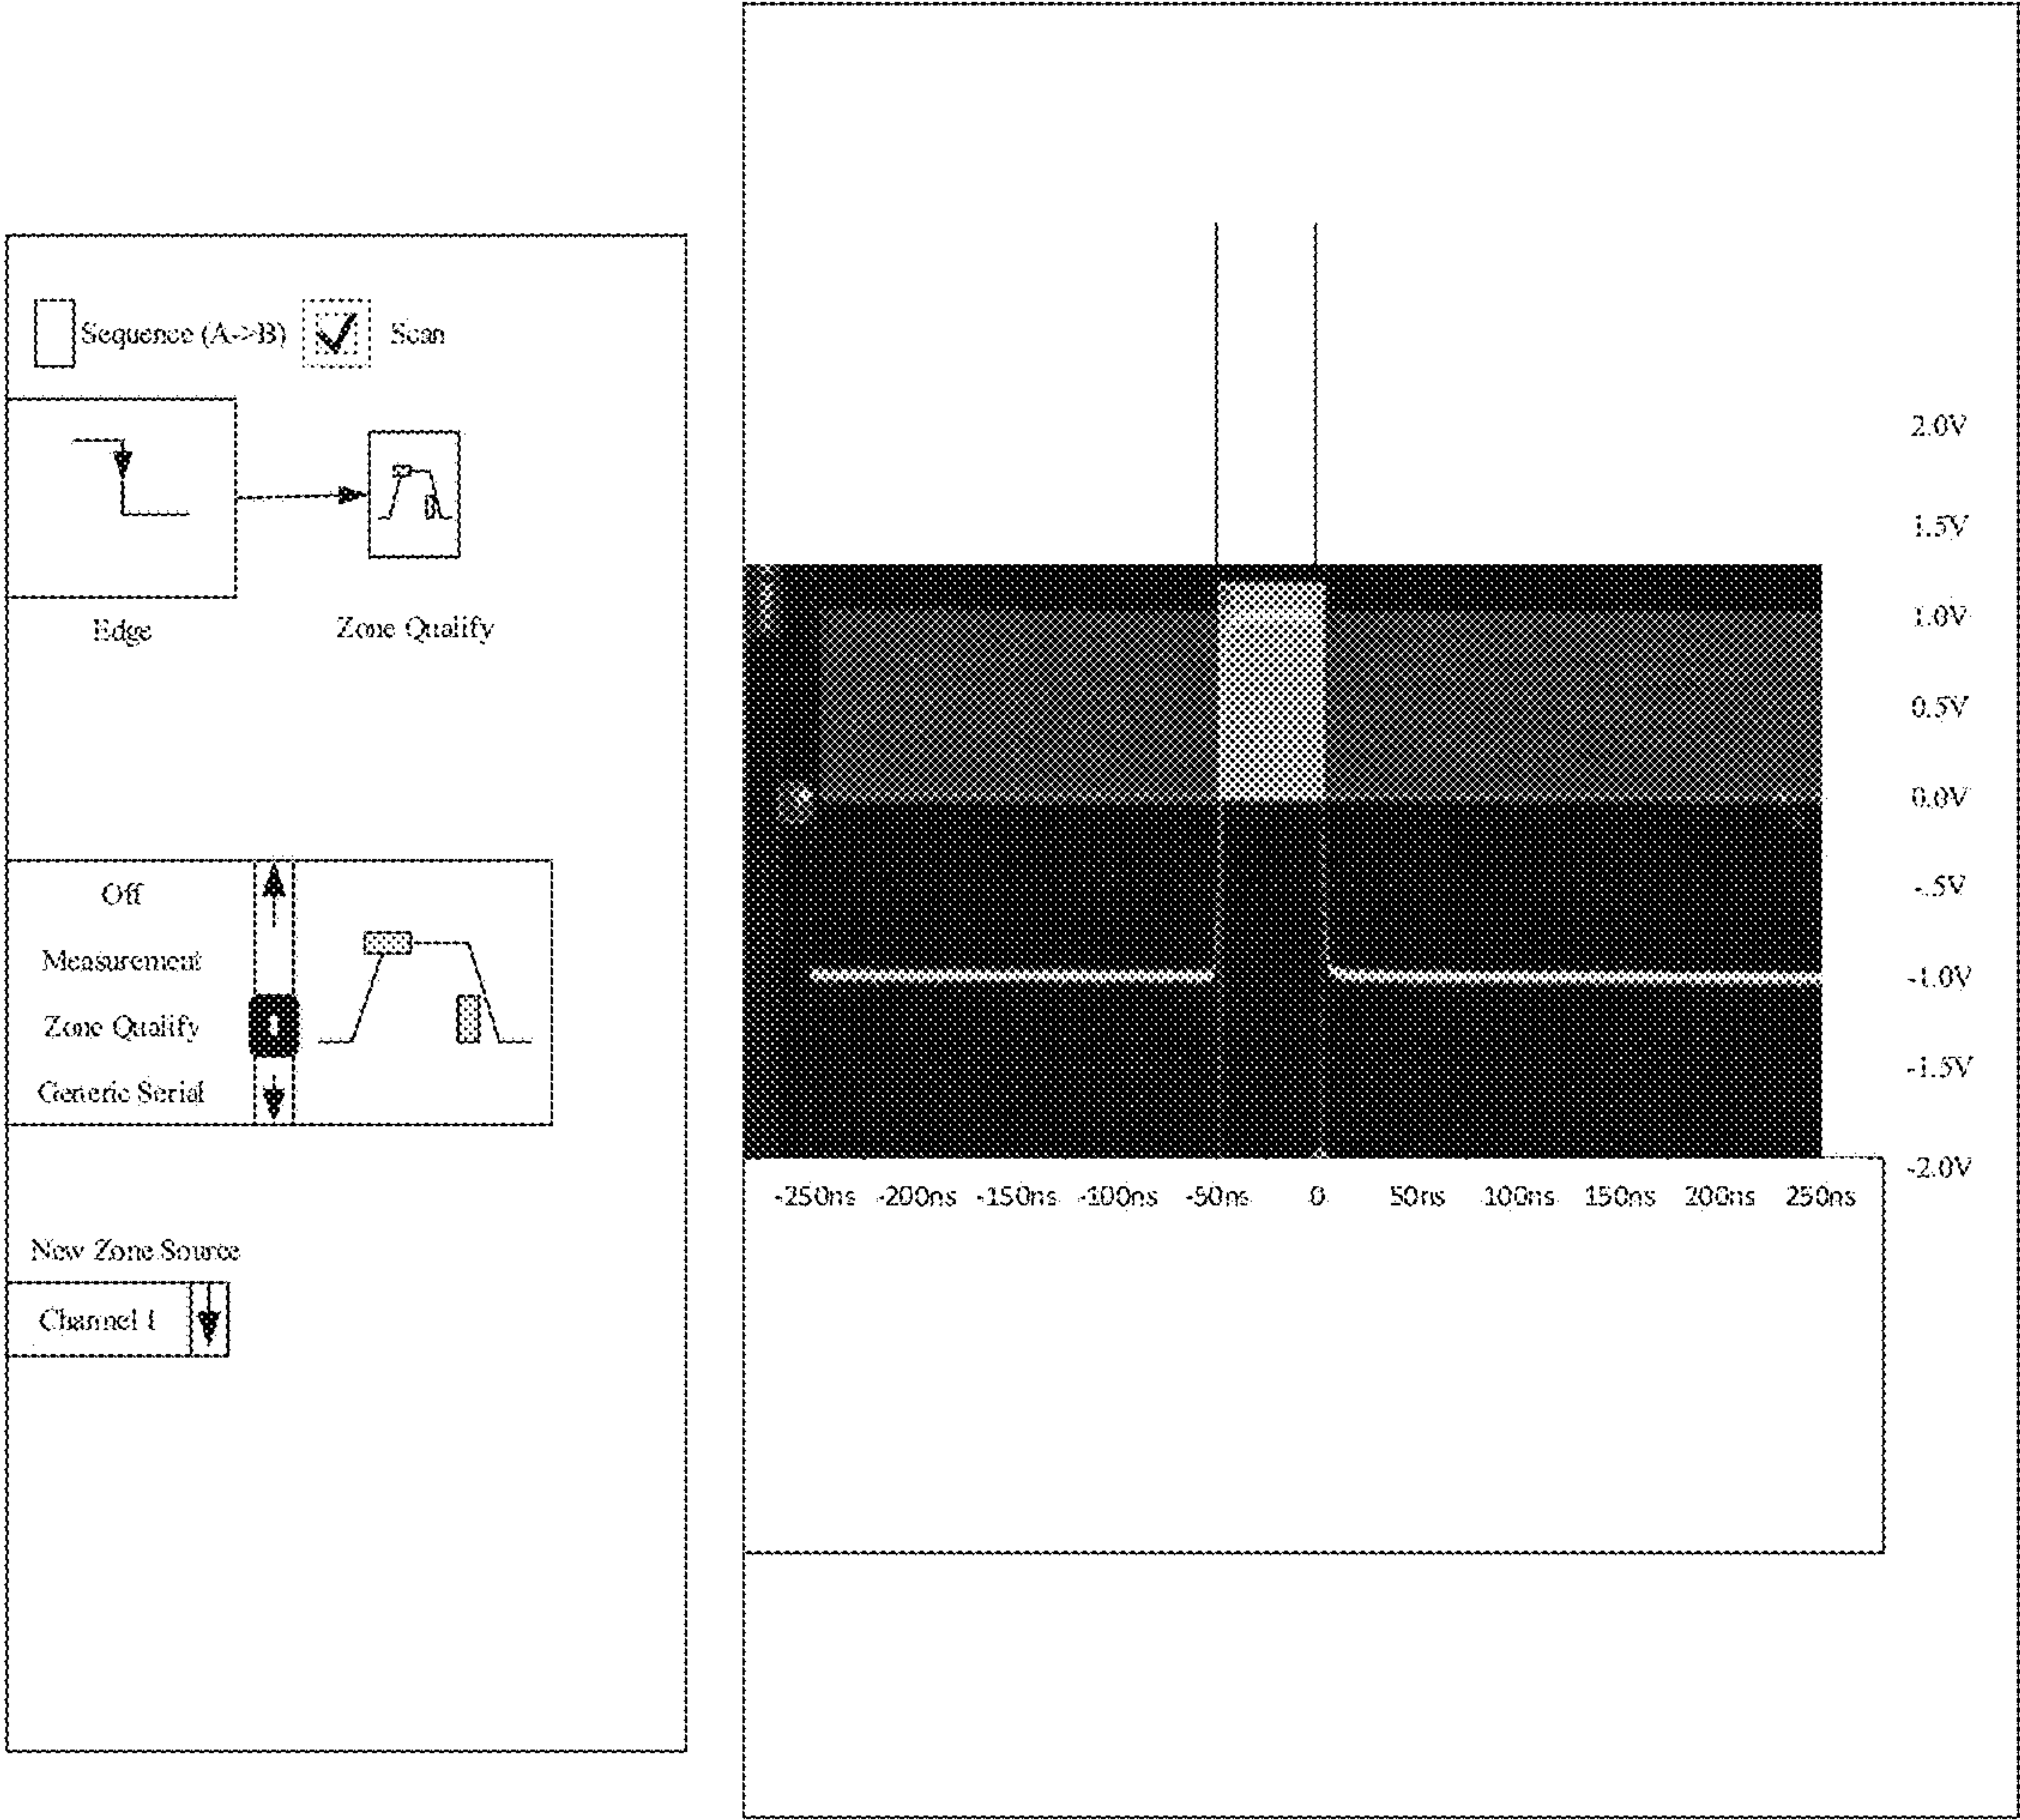 Sequence (A->B) Scan
Edge Zone Qualify
Off
Measurement
Zone Qualify
Generic Serial
New Zone Source
Channel 1
2.0V
1.5V
1.0V
0.5V
0.0V
-.5V
-1.0V
-1.5V
-2.0V
-250ns -200ns -150ns -100ns -50ns 0 50ns 100ns 150ns 200ns 250ns